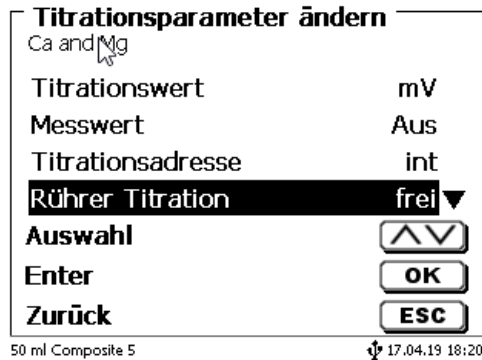 Titrationsparameter ändern
Ca and Mg
Titrationswert mV
Messwert Aus
Titrationsadresse int
Rührer Titration frei
Auswahl
Enter OK
Zurück ESC
50 ml Composite 5 17.04.19 18:20